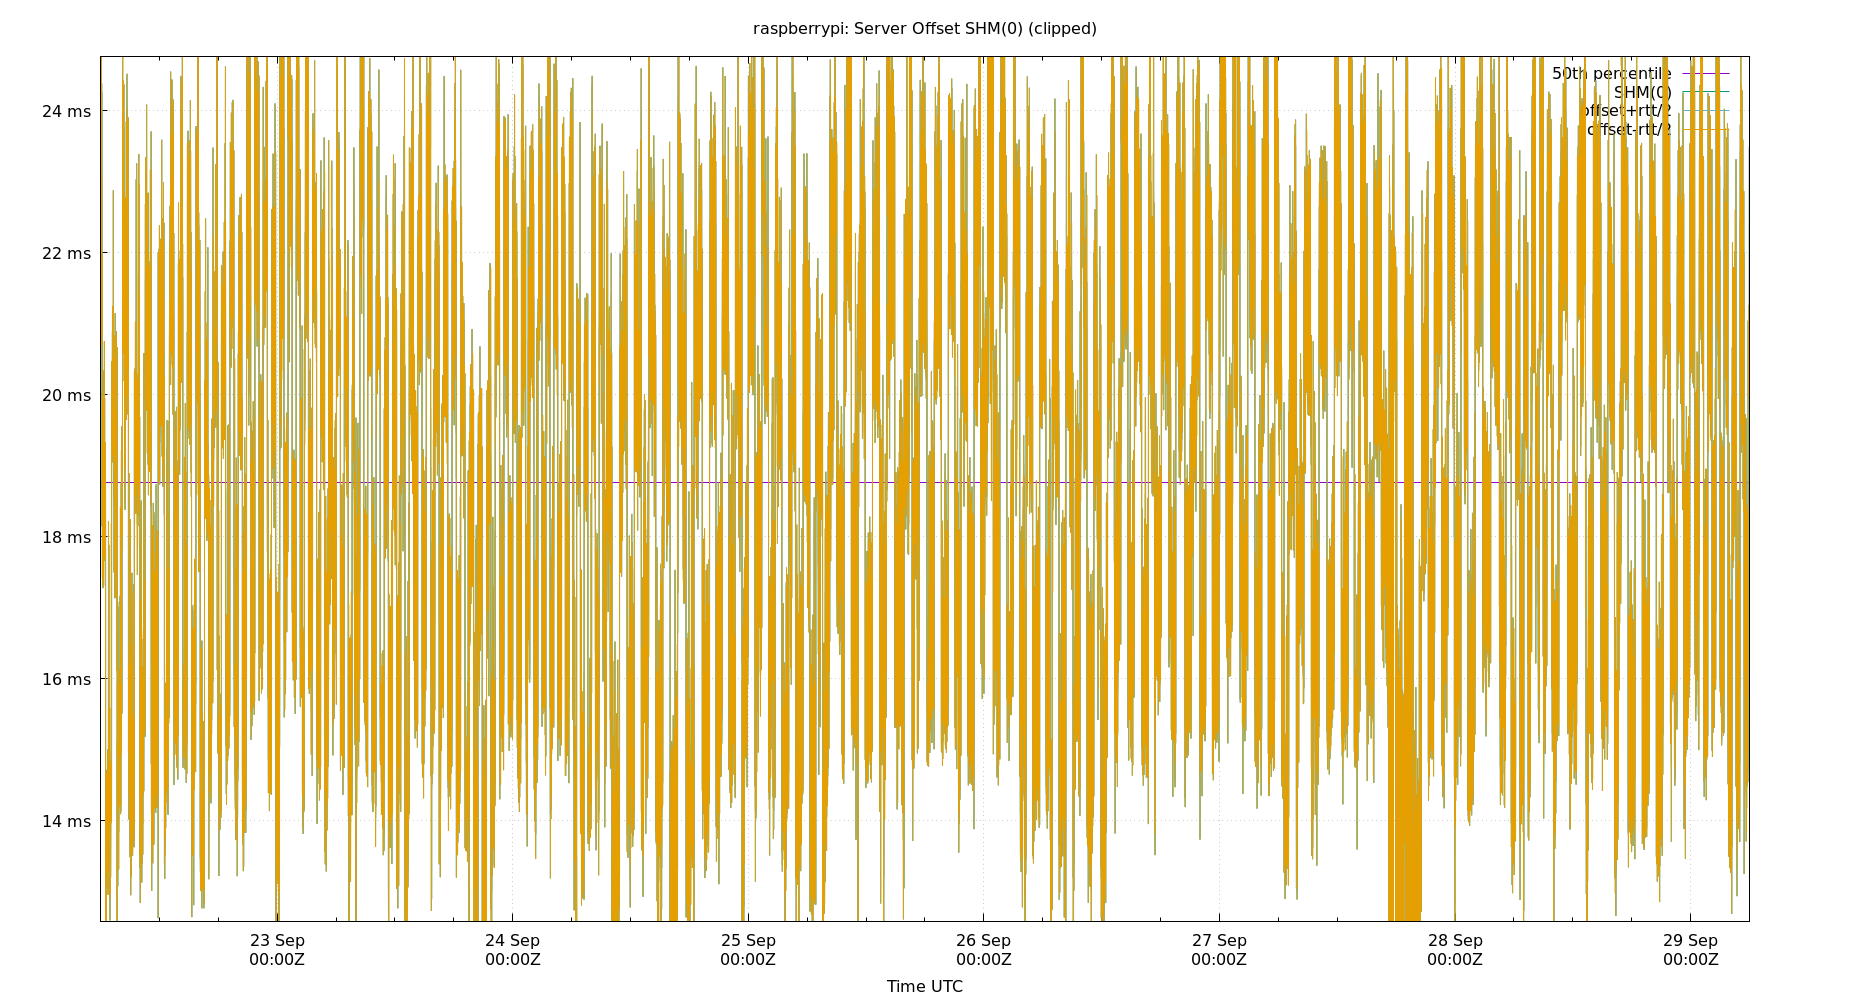 raspberrypi: Server Offset SHM(0) (clipped)
50th percentile
SHM(0)
offset+rtt/2
offset-rtt/2
24 ms
22 ms
20 ms
18 ms
16 ms
14 ms
23 Sep 24 Sep 25 Sep 26 Sep 27 Sep 28 Sep 29 Sep
00:00Z 00:00Z 00:00Z 00:00Z 00:00Z 00:00Z 00:00Z
Time UTC